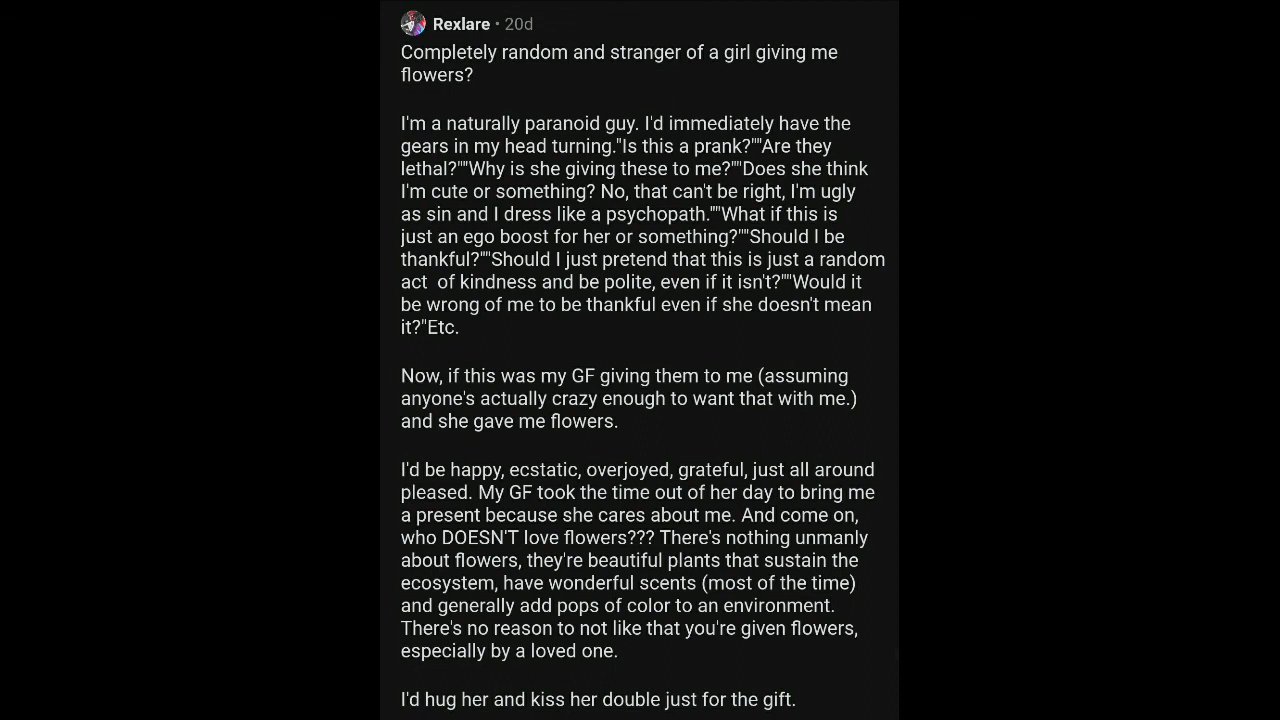 Rexlare • 20d
Completely random and stranger of a girl giving me
flowers?
I'm a naturally paranoid guy. I'd immediately have the
gears in my head turning."Is this a prank?""Are they
lethal?""Why is she giving these to me?""Does she think
I'm cute or something? No, that can't be right, I'm ugly
as sin and I dress like a psychopath.""What if this is
just an ego boost for her or something?""Should I be
thankful?""Should I just pretend that this is just a random
act  of kindness and be polite, even if it isn't?""Would it
be wrong of me to be thankful even if she doesn't mean
it?"Etc.
Now, if this was my GF giving them to me (assuming
anyone's actually crazy enough to want that with me.)
and she gave me flowers.
I'd be happy, ecstatic, overjoyed, grateful, just all around
pleased. My GF took the time out of her day to bring me
a present because she cares about me. And come on,
who DOESN'T love flowers??? There's nothing unmanly
about flowers, they're beautiful plants that sustain the
ecosystem, have wonderful scents (most of the time)
and generally add pops of color to an environment.
There's no reason to not like that you're given flowers,
especially by a loved one.
I'd hug her and kiss her double just for the gift.